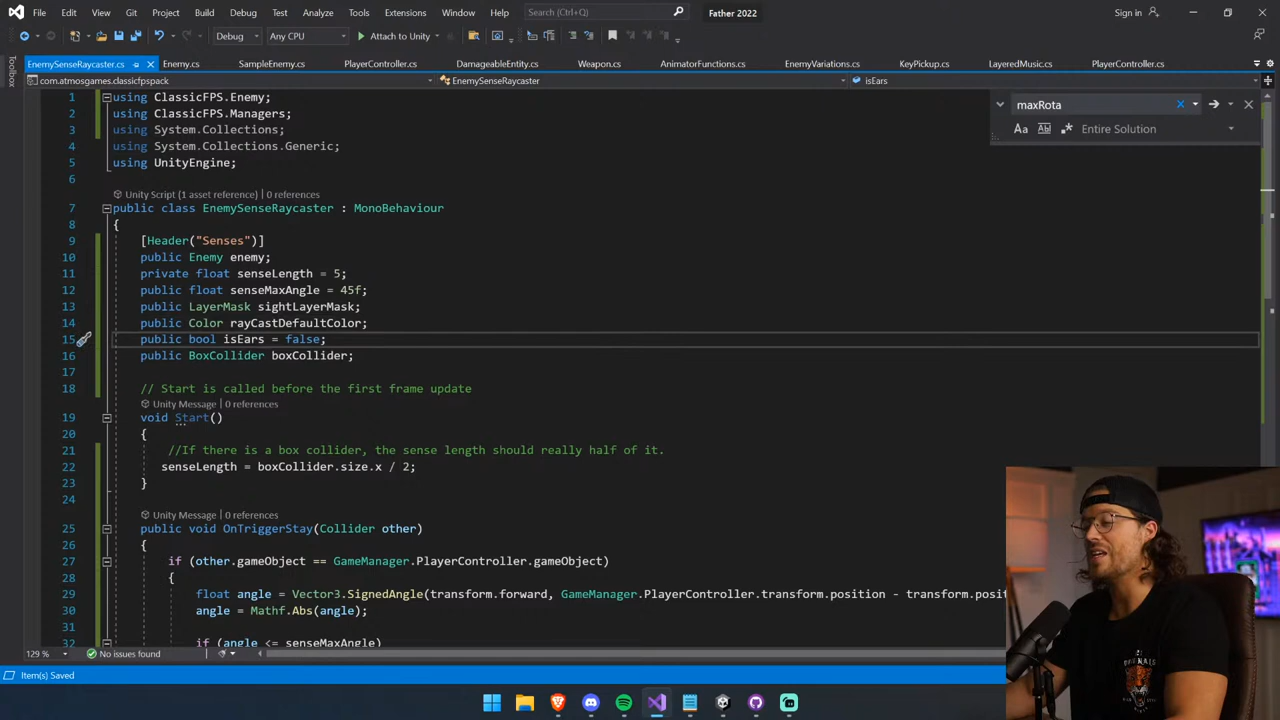 File Edit View Git Project Build Debug Test Analyze Tools Extensions Window Help Search (Ctrl+Q) Father 2022 Sign in
Debug Any CPU Attach to Unity
EnemySenseRaycaster.cs Enemy.cs SampleEnemy.cs PlayerController.cs DamageableEntity.cs Weapon.cs AnimatorFunctions.cs EnemyVariations.cs KeyPickup.cs LayeredMusic.cs PlayerController.cs
Toolbox
com.atmosgames.classicfpspack EnemySenseRaycaster isEars
maxRota
Aa Ab Entire Solution
1 using ClassicFPS.Enemy;
2 using ClassicFPS.Managers;
3 using System.Collections;
4 using System.Collections.Generic;
5 using UnityEngine;
6
Unity Script (1 asset reference) | 0 references
7 public class EnemySenseRaycaster : MonoBehaviour
8 {
9 [Header("Senses")]
10 public Enemy enemy;
11 private float senseLength = 5;
12 public float senseMaxAngle = 45f;
13 public LayerMask sightLayerMask;
14 public Color rayCastDefaultColor;
15 public bool isEars = false;
16 public BoxCollider boxCollider;
17
18 // Start is called before the first frame update
Unity Message | 0 references
19 void Start()
20 {
21 //If there is a box collider, the sense length should really half of it.
22 senseLength = boxCollider.size.x / 2;
23 }
24
Unity Message | 0 references
25 public void OnTriggerStay(Collider other)
26 {
27 if (other.gameObject == GameManager.PlayerController.gameObject)
28 {
29 float angle = Vector3.SignedAngle(transform.forward, GameManager.PlayerController.transform.position - transform.posit
30 angle = Mathf.Abs(angle);
31
32 if (angle <= senseMaxAngle)
129 % No issues found
Item(s) Saved